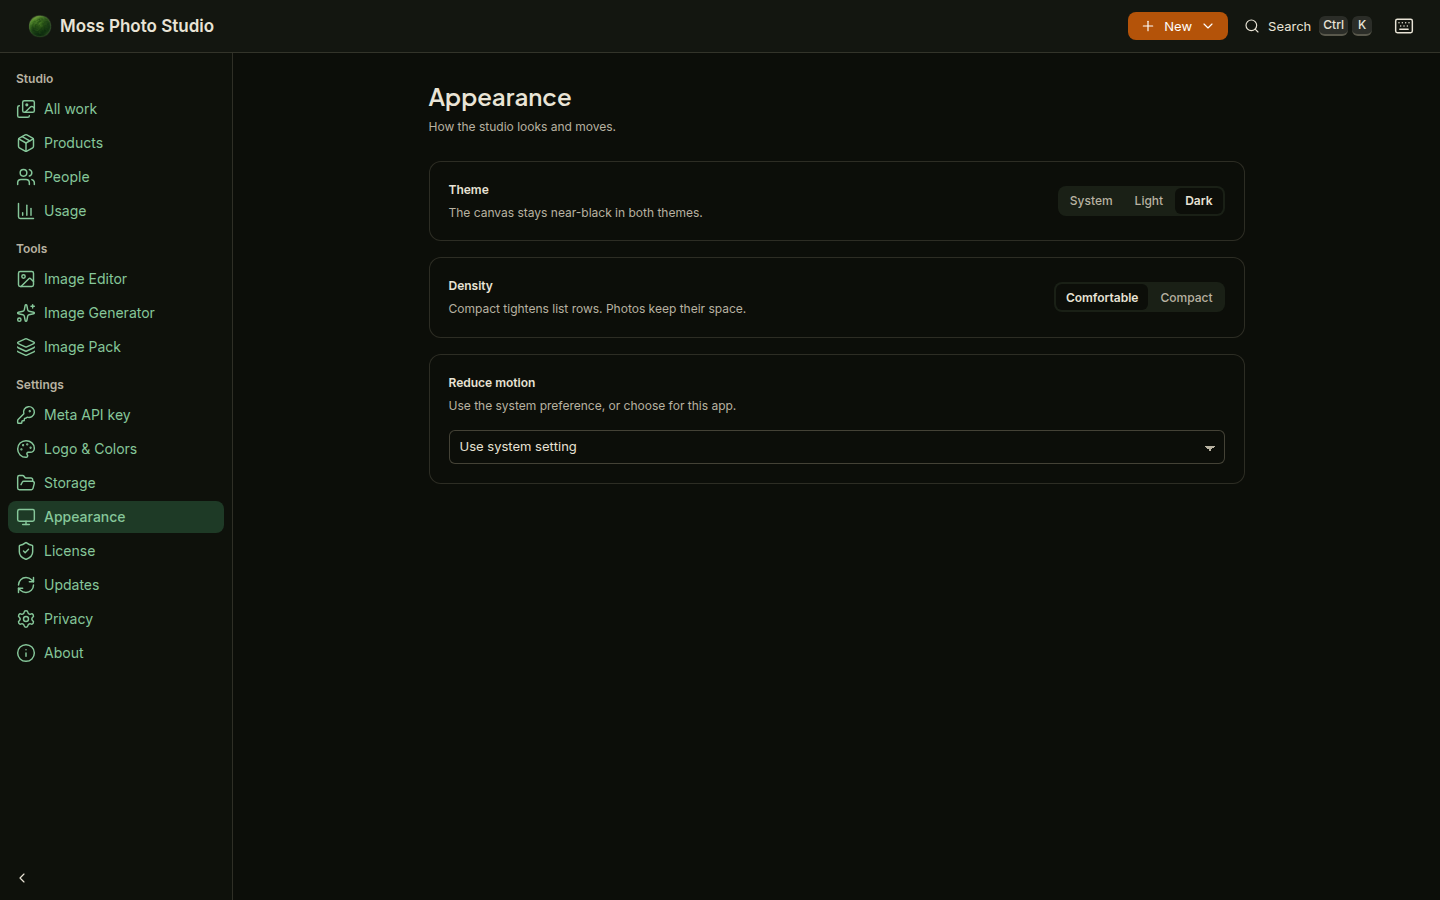 Moss Photo Studio
New
Search Ctrl K
Studio
All work
Products
People
Usage
Tools
Image Editor
Image Generator
Image Pack
Settings
Meta API key
Logo & Colors
Storage
Appearance
License
Updates
Privacy
About
Appearance
How the studio looks and moves.
Theme
The canvas stays near-black in both themes.
System Light Dark
Density
Compact tightens list rows. Photos keep their space.
Comfortable Compact
Reduce motion
Use the system preference, or choose for this app.
Use system setting